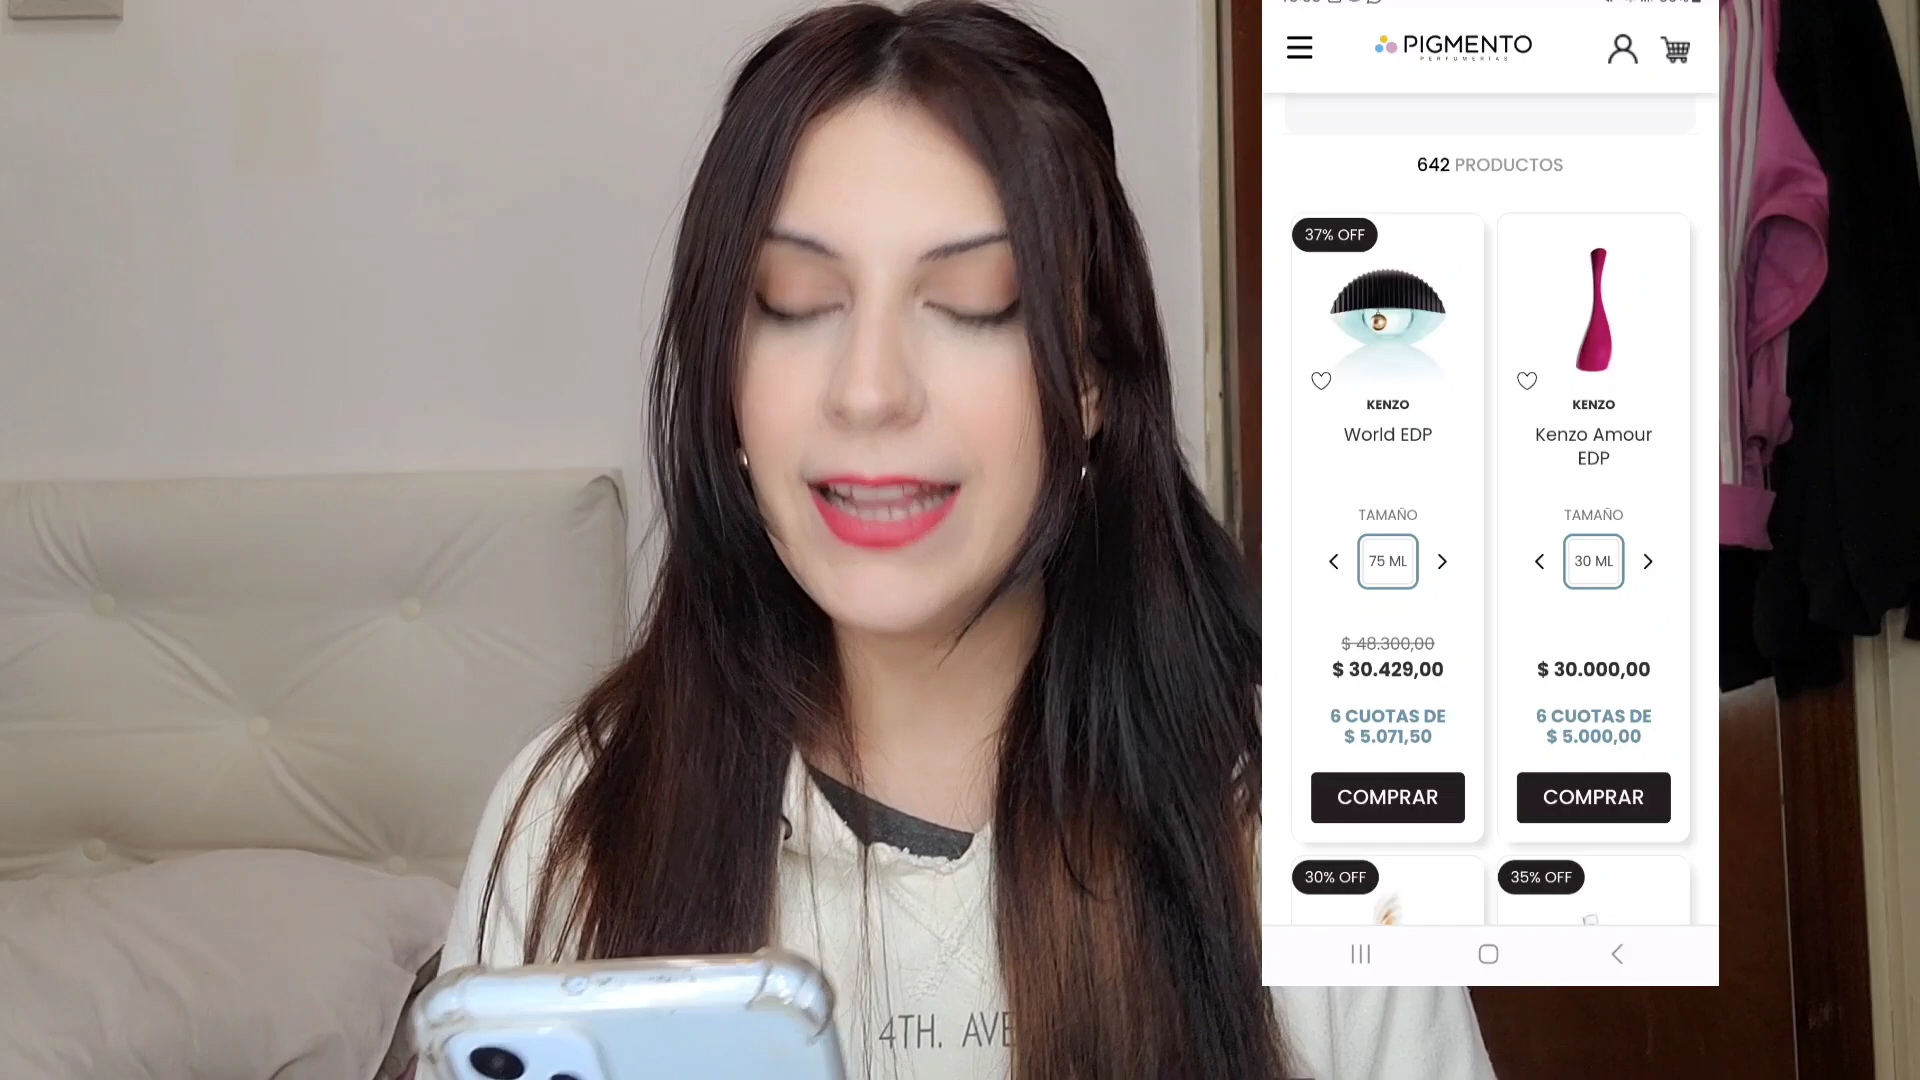 PIGMENTO
PERFUMERÍAS
642 PRODUCTOS
37% OFF
KENZO
World EDP
TAMAÑO
75 ML
$ 48.300,00
$ 30.429,00
6 CUOTAS DE
$ 5.071,50
COMPRAR
KENZO
Kenzo Amour
EDP
TAMAÑO
30 ML
$ 30.000,00
6 CUOTAS DE
$ 5.000,00
COMPRAR
30% OFF
35% OFF
4TH. AVE